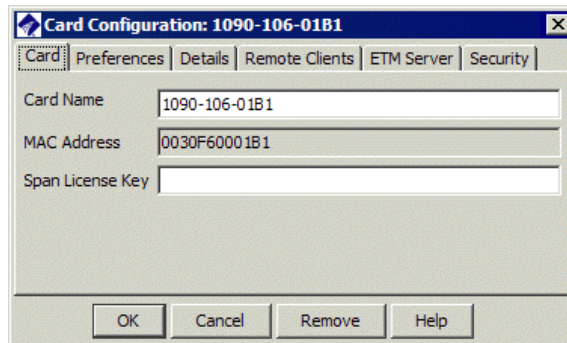 Card Configuration: 1090-106-01B1
Card Preferences Details Remote Clients ETM Server Security
Card Name 1090-106-01B1
MAC Address 0030F60001B1
Span License Key
OK Cancel Remove Help